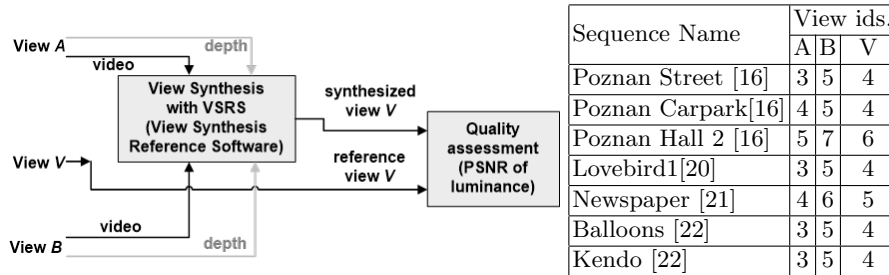 View A
depth
video
View Synthesis
with VSRS
(View Synthesis
Reference Software)
synthesized
view V
Quality
assessment
(PSNR of
luminance)
View V
reference
view V
video
View B
depth
Sequence Name View ids.
A B V
Poznan Street [16] 3 5 4
Poznan Carpark[16] 4 5 4
Poznan Hall 2 [16] 5 7 6
Lovebird1[20] 3 5 4
Newspaper [21] 4 6 5
Balloons [22] 3 5 4
Kendo [22] 3 5 4